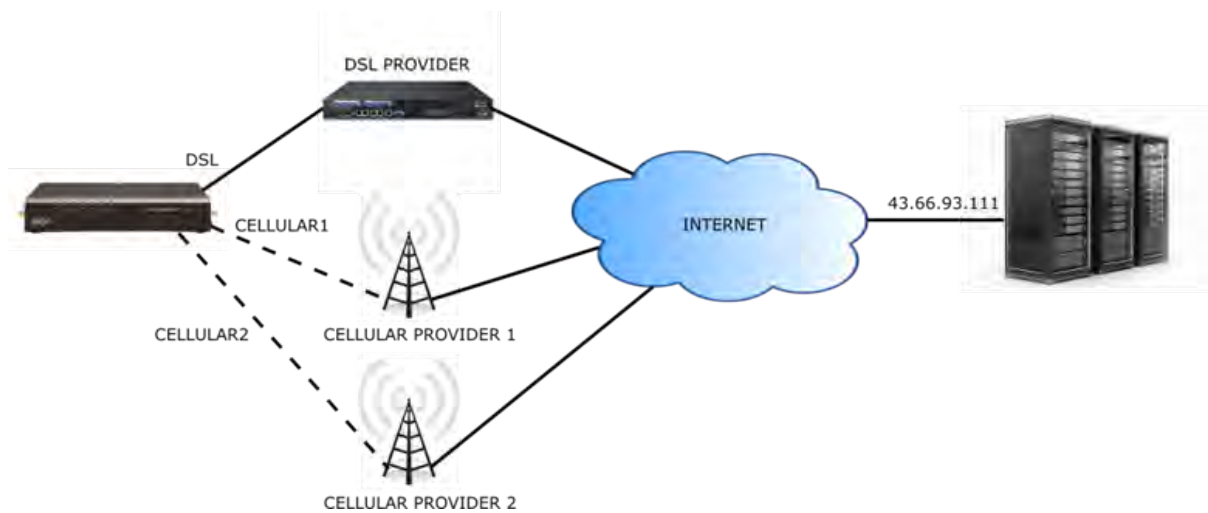 DSL PROVIDER
DSL
CELLULAR1
CELLULAR PROVIDER 1
CELLULAR2
CELLULAR PROVIDER 2
INTERNET
43.66.93.111